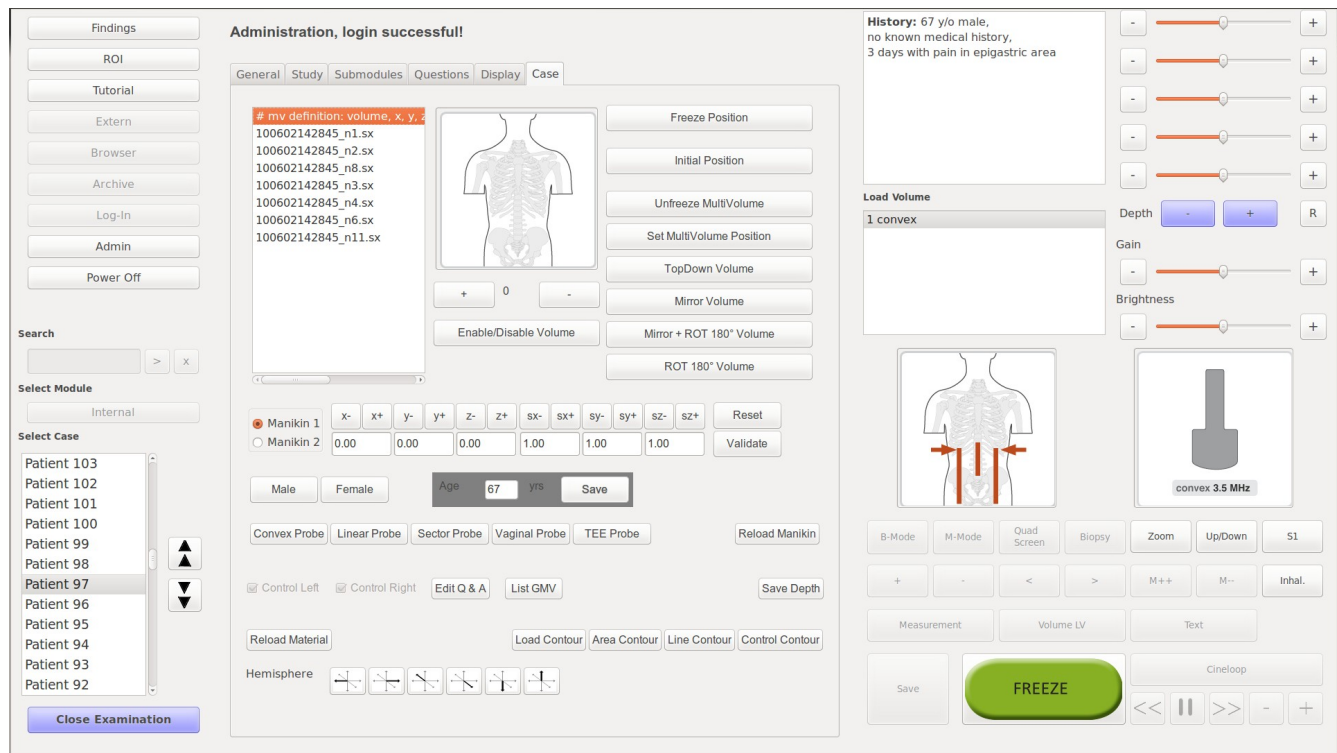 Findings
ROI
Tutorial
Extern
Browser
Archive
Log-In
Admin
Power Off
Search
> x
Select Module
Internal
Select Case
Patient 103
Patient 102
Patient 101
Patient 100
Patient 99
Patient 98
Patient 97
Patient 96
Patient 95
Patient 94
Patient 93
Patient 92
Close Examination
Administration, login successful!
General Study Submodules Questions Display Case
# mv definition: volume, x, y, z
100602142845_n1.sx
100602142845_n2.sx
100602142845_n8.sx
100602142845_n3.sx
100602142845_n4.sx
100602142845_n6.sx
100602142845_n11.sx
+ 0 -
Enable/Disable Volume
Freeze Position
Initial Position
Unfreeze MultiVolume
Set MultiVolume Position
TopDown Volume
Mirror Volume
Mirror + ROT 180° Volume
ROT 180° Volume
Manikin 1 x- x+ y- y+ z- z+ sx- sx+ sy- sy+ sz- sz+ Reset
Manikin 2 0.00 0.00 0.00 1.00 1.00 1.00 Validate
Male Female Age 67 yrs Save
Convex Probe Linear Probe Sector Probe Vaginal Probe TEE Probe Reload Manikin
Control Left Control Right Edit Q & A List GMV Save Depth
Reload Material Load Contour Area Contour Line Contour Control Contour
Hemisphere
History: 67 y/o male,
no known medical history,
3 days with pain in epigastric area
Load Volume
1 convex
- +
- +
- +
- +
- +
Depth - + R
Gain
- +
Brightness
- +
convex 3.5 MHz
B-Mode M-Mode Quad Screen Biopsy Zoom Up/Down S1
+ - < > M++ M-- Inhal.
Measurement Volume LV Text
Save FREEZE Cineloop
<< II >> - +